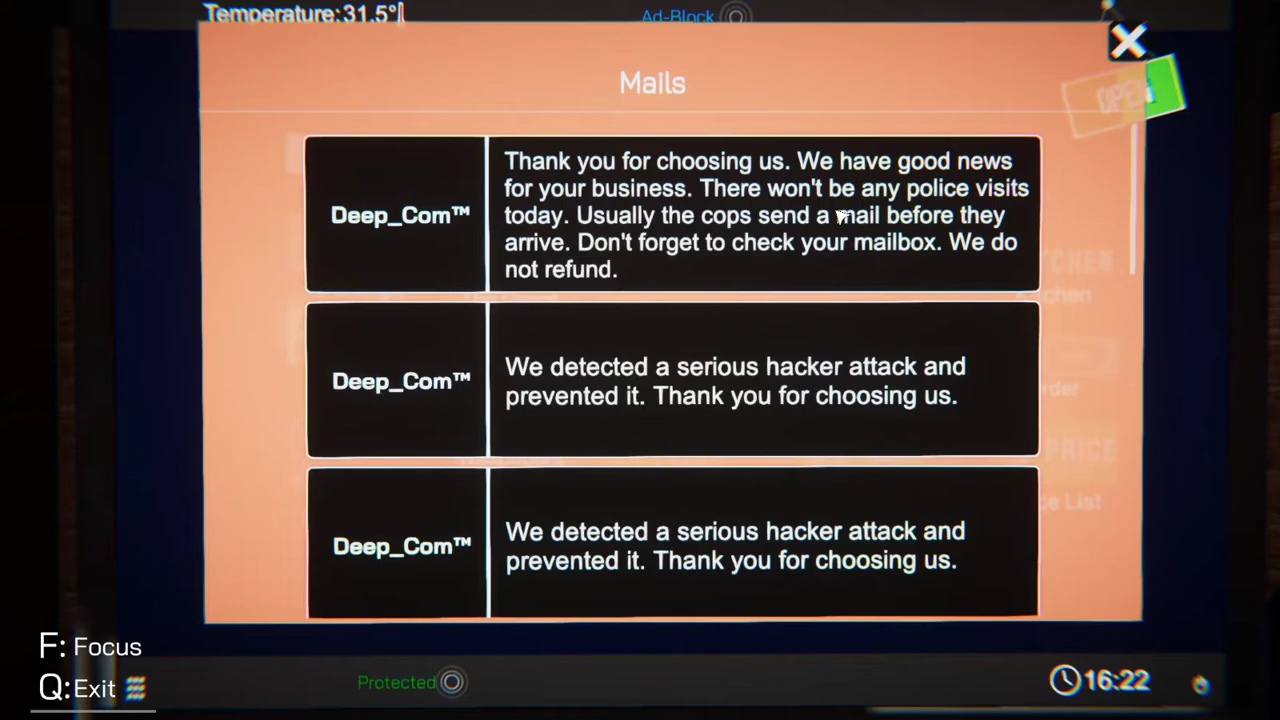 Temperature:31.5°
Ad-Block
Mails
OPEN
Deep_Com™
Thank you for choosing us. We have good news
for your business. There won't be any police visits
today. Usually the cops send a mail before they
arrive. Don't forget to check your mailbox. We do
not refund.
Deep_Com™
We detected a serious hacker attack and
prevented it. Thank you for choosing us.
Deep_Com™
We detected a serious hacker attack and
prevented it. Thank you for choosing us.
PRICE
F: Focus
Q: Exit
Protected
16:22